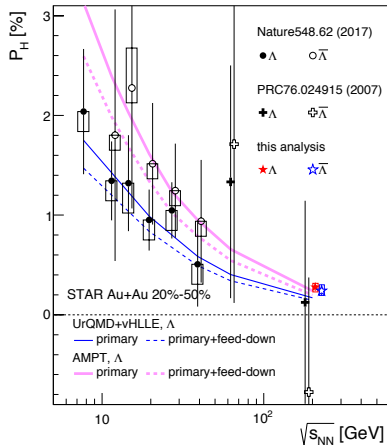 P_H [%]
3
2
1
0
Nature548.62 (2017)
Λ Λ̅
PRC76.024915 (2007)
Λ Λ̅
this analysis
Λ Λ̅
STAR Au+Au 20%-50%
UrQMD+vHLLE, Λ
primary primary+feed-down
AMPT, Λ
primary primary+feed-down
10 10²
√s_NN [GeV]